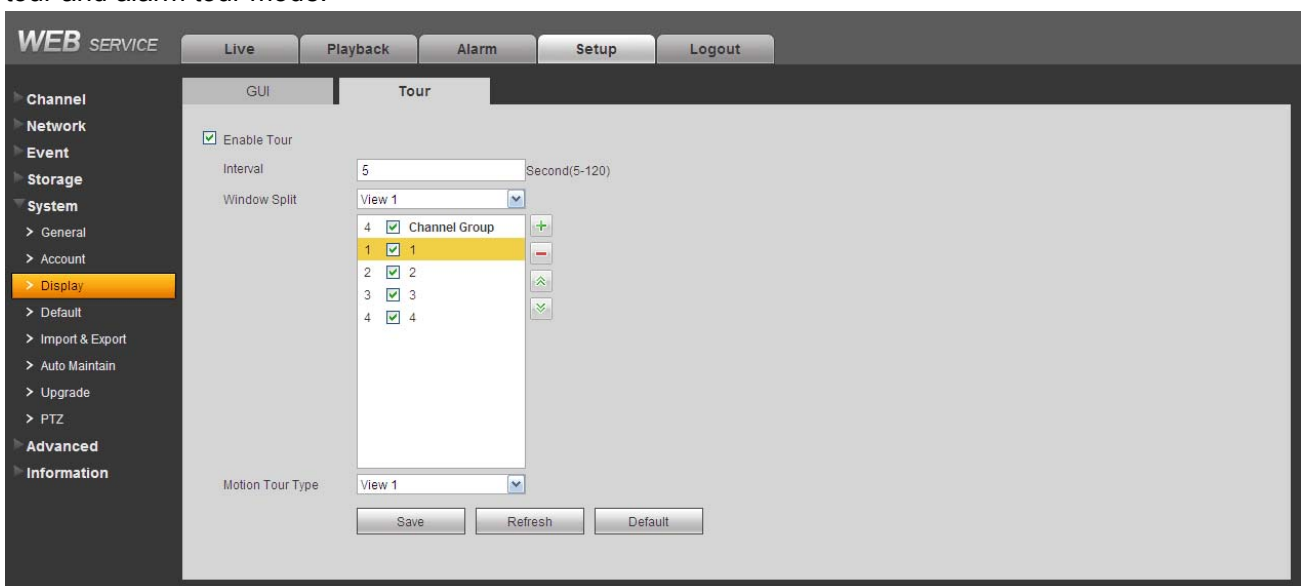 tour and alarm tour mode.
WEB SERVICE
Live Playback Alarm Setup Logout
GUI Tour
Channel
Network
Event
Storage
System
> General
> Account
> Display
> Default
> Import & Export
> Auto Maintain
> Upgrade
> PTZ
Advanced
Information
Enable Tour
Interval 5 Second(5-120)
Window Split View 1
4 Channel Group
1 1
2 2
3 3
4 4
Motion Tour Type View 1
Save Refresh Default